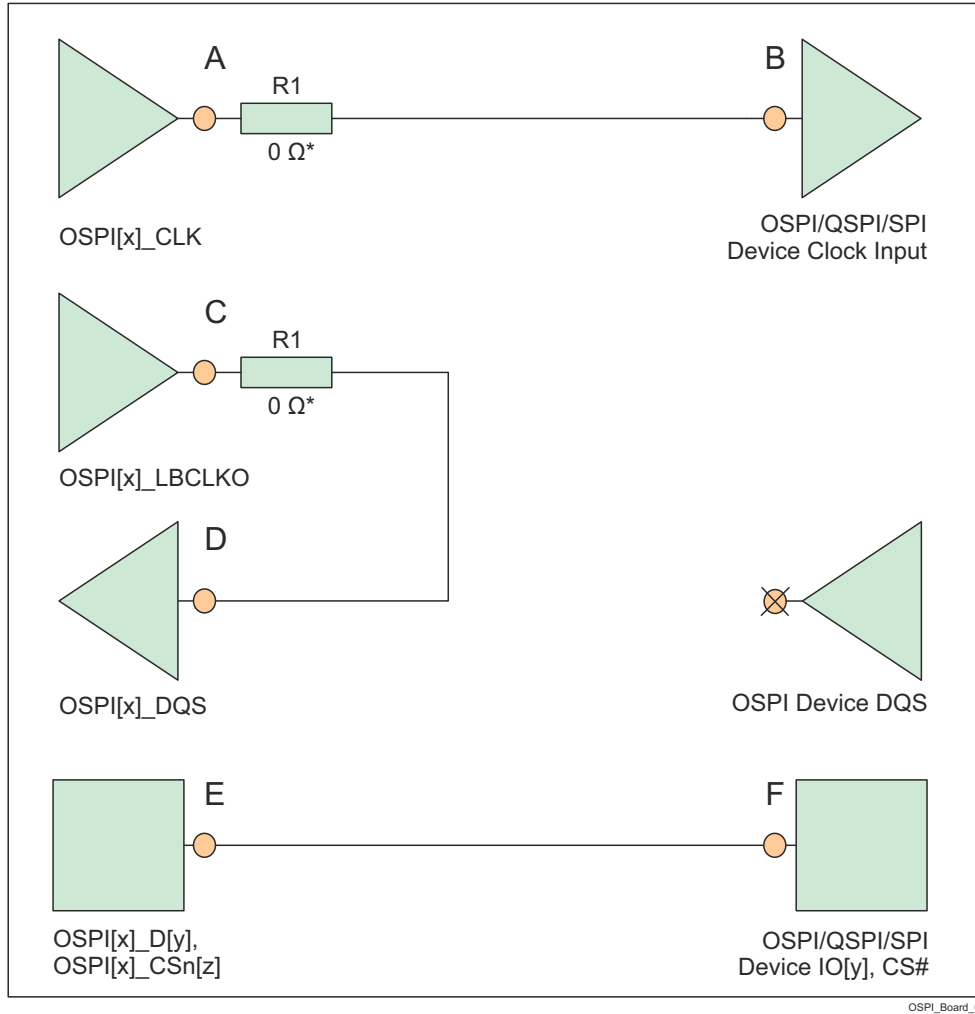 A
B
R1
0 Ω*
OSPI[x]_CLK
OSPI/QSPI/SPI
Device Clock Input
C
R1
0 Ω*
OSPI[x]_LBCLKO
D
OSPI[x]_DQS
OSPI Device DQS
E
F
OSPI[x]_D[y],
OSPI[x]_CSn[z]
OSPI/QSPI/SPI
Device IO[y], CS#
OSPI_Board_